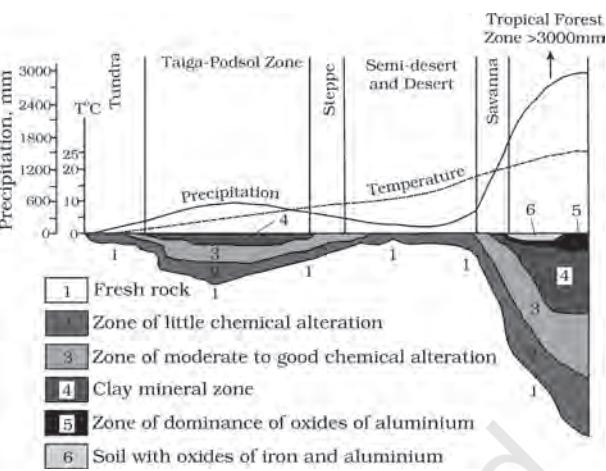 Tropical Forest
Zone >3000mm
Taiga-Podsol Zone
Semi-desert
and Desert
Tundra
Steppe
Savanna
Precipitation, mm
3000
2400
1800
1200
600
0
T°C
25
20
10
0
Precipitation
Temperature
4
6
5
1
3
1
1
1
1
4
3
1
1 Fresh rock
Zone of little chemical alteration
3 Zone of moderate to good chemical alteration
4 Clay mineral zone
5 Zone of dominance of oxides of aluminium
6 Soil with oxides of iron and aluminium